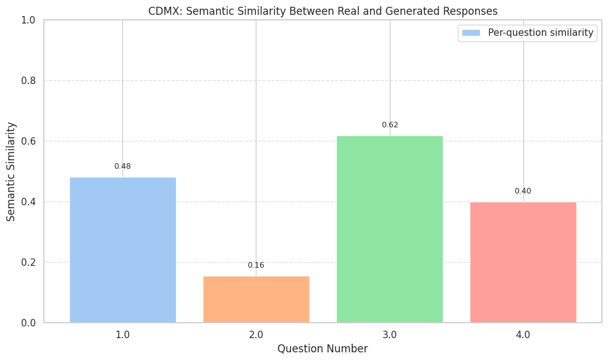 CDMX: Semantic Similarity Between Real and Generated Responses
Per-question similarity
Semantic Similarity
1.0
0.8
0.6
0.4
0.2
0.0
0.48
0.16
0.62
0.40
1.0 2.0 3.0 4.0
Question Number